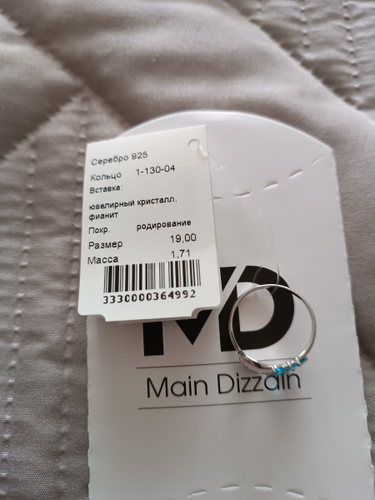 Серебро 925
Кольцо 1-130-04
Вставка:
ювелирный кристалл.
фианит
Покр. родирование
Размер 19,00
Масса 1,71
3330000364992
MD
Main Dizzain